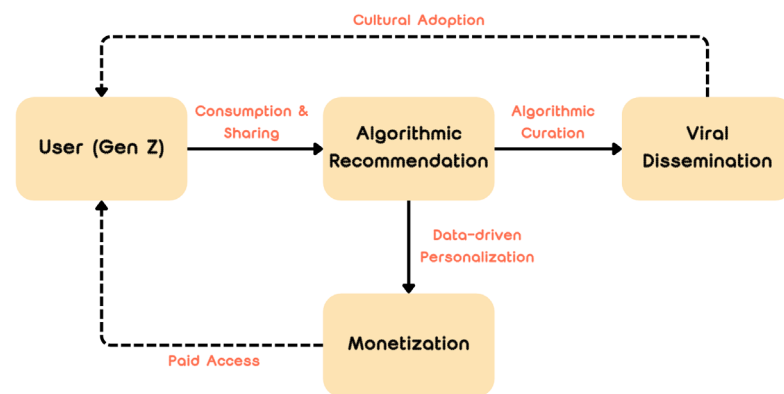 Cultural Adoption
User (Gen Z)
Consumption &
Sharing
Algorithmic
Recommendation
Algorithmic
Curation
Viral
Dissemination
Data-driven
Personalization
Monetization
Paid Access